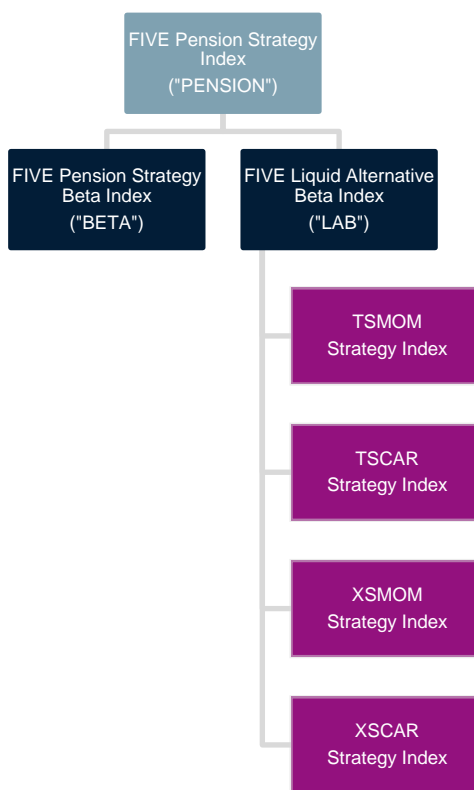 FIVE Pension Strategy
Index
("PENSION")
FIVE Pension Strategy
Beta Index
("BETA")
FIVE Liquid Alternative
Beta Index
("LAB")
TSMOM
Strategy Index
TSCAR
Strategy Index
XSMOM
Strategy Index
XSCAR
Strategy Index